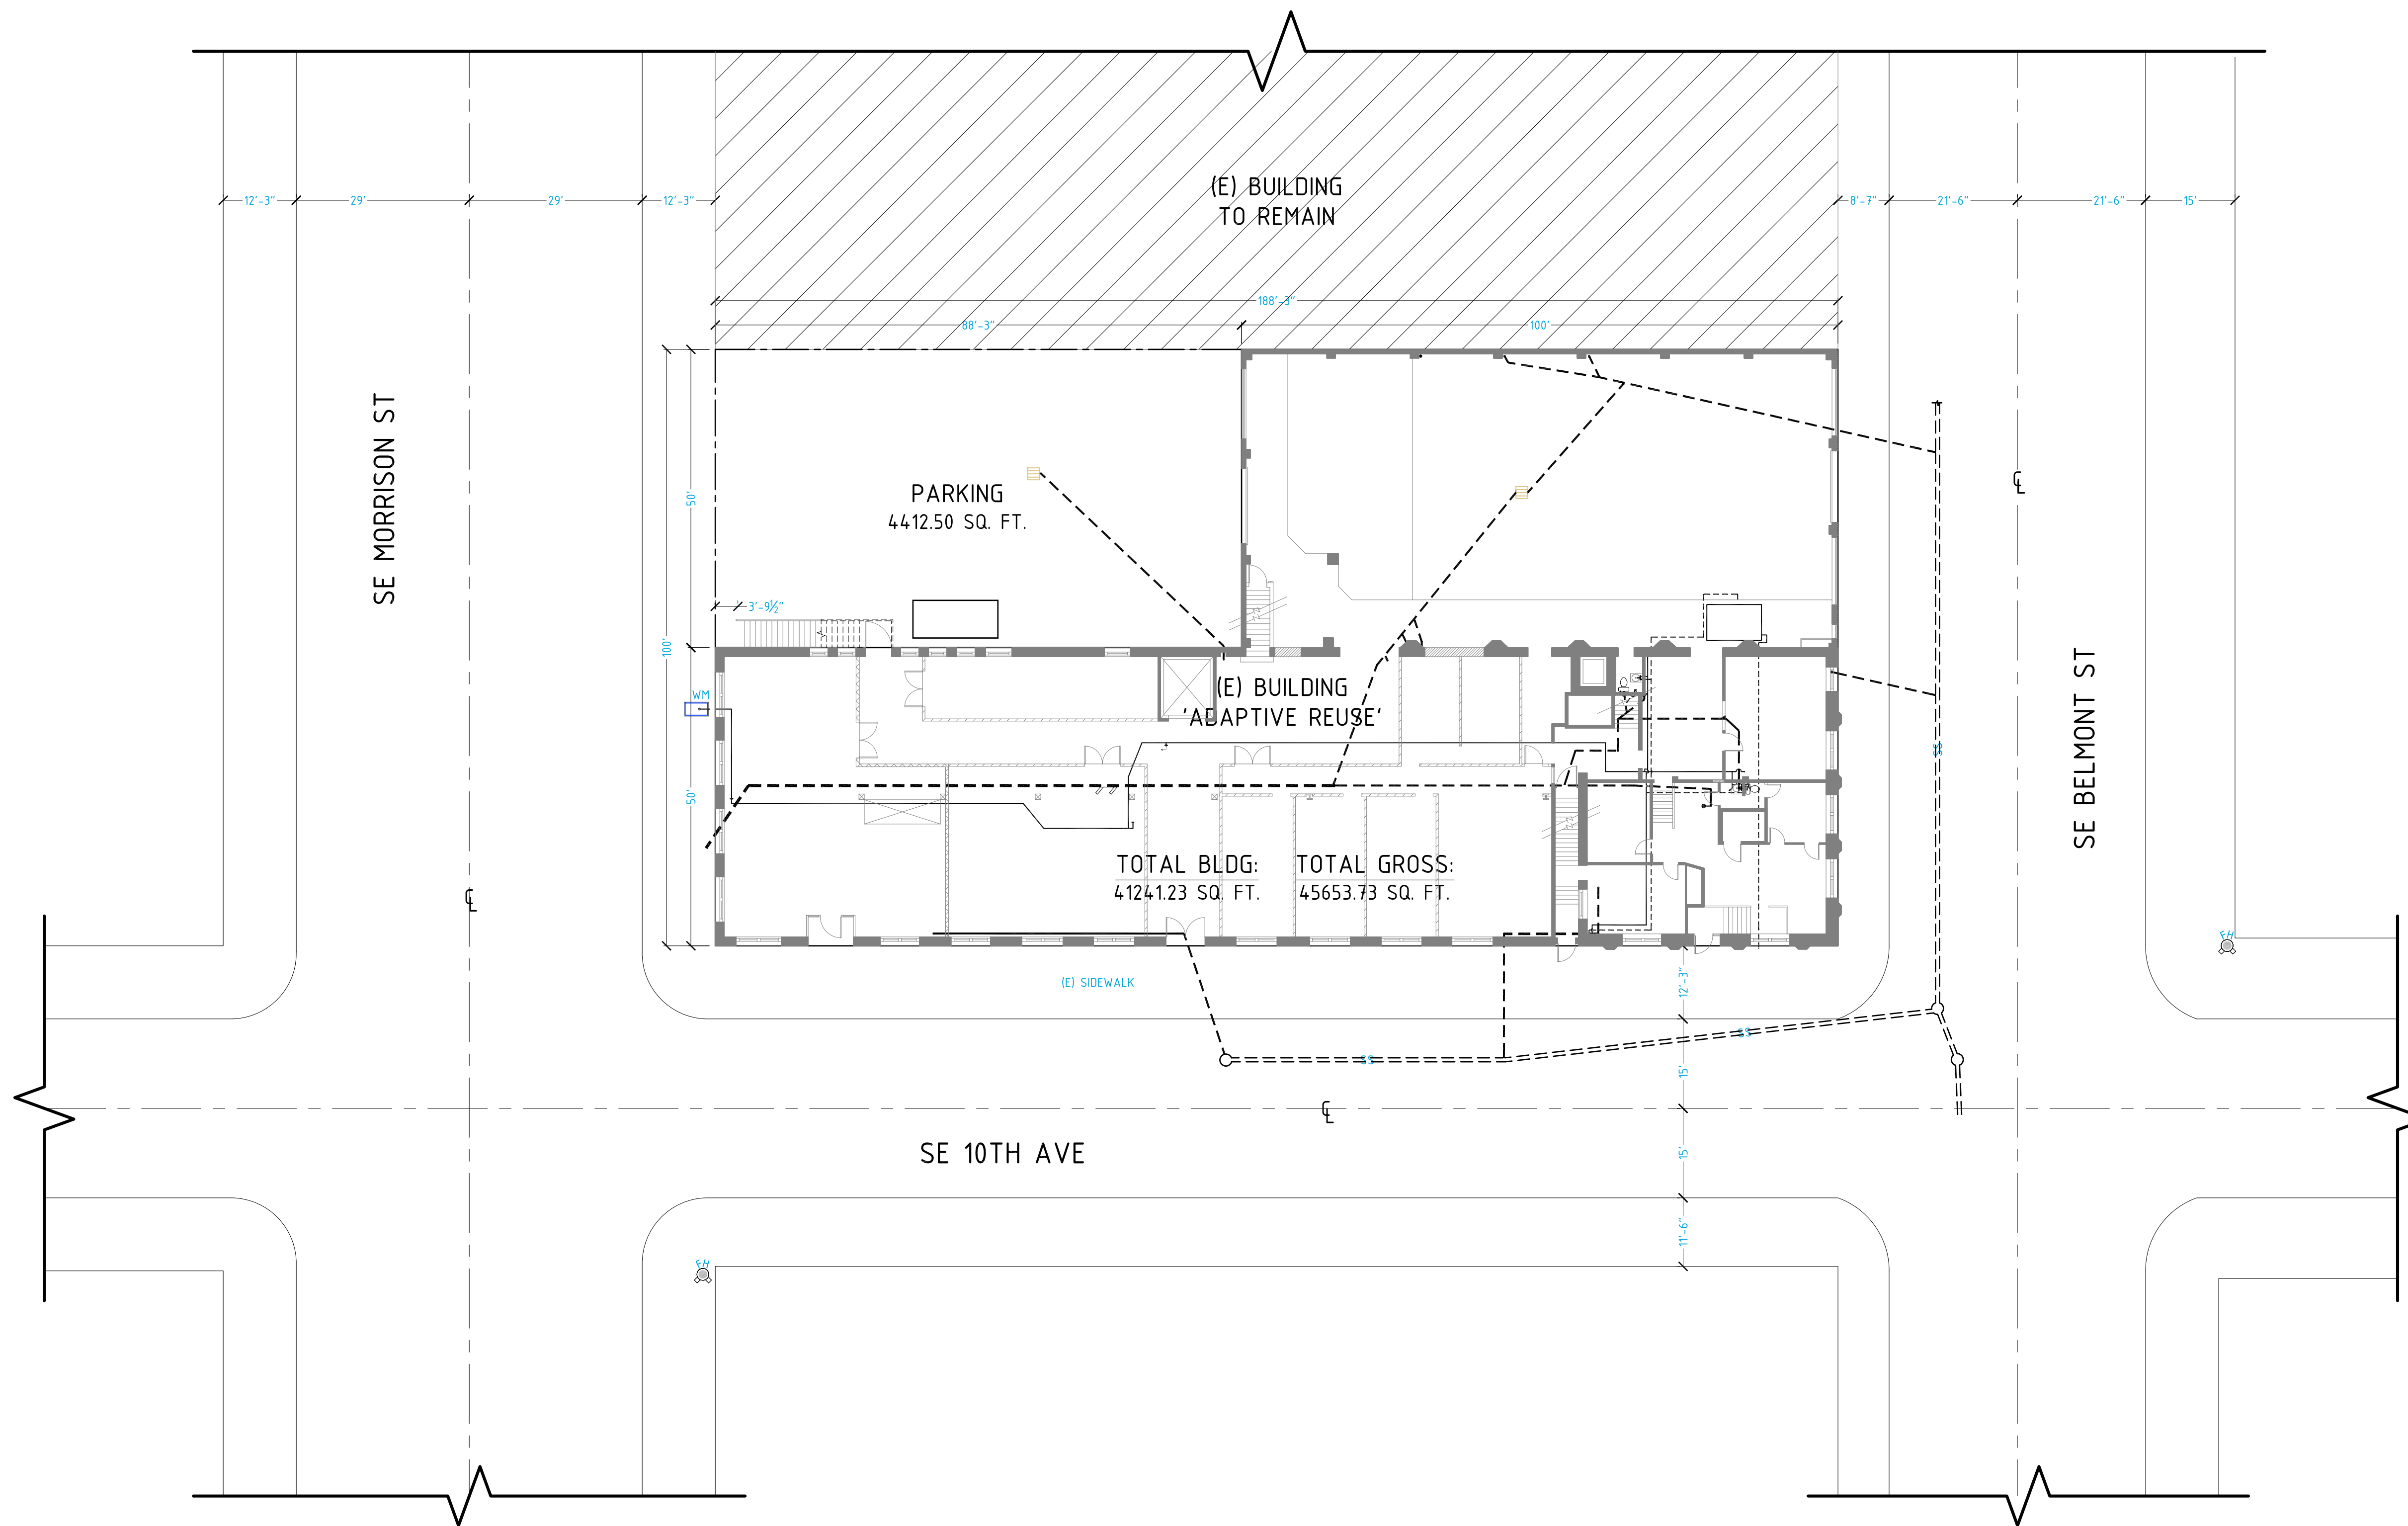 12'-3"
29'
29'
12'-3"
8'-7"
21'-6"
21'-6"
15'
(E) BUILDING
TO REMAIN
188'-3"
88'-3"
100'
SE MORRISON ST
50'
100'
50'
PARKING
4412.50 SQ. FT.
3'-9½"
WM
(E) BUILDING
'ADAPTIVE REUSE'
TOTAL BLDG:
41241.23 SQ. FT.
TOTAL GROSS:
45653.73 SQ. FT.
℄
SE BELMONT ST
SS
℄
FH
(E) SIDEWALK
12'-3"
15'
SS
SS
℄
SE 10TH AVE
15'
11'-6"
FH